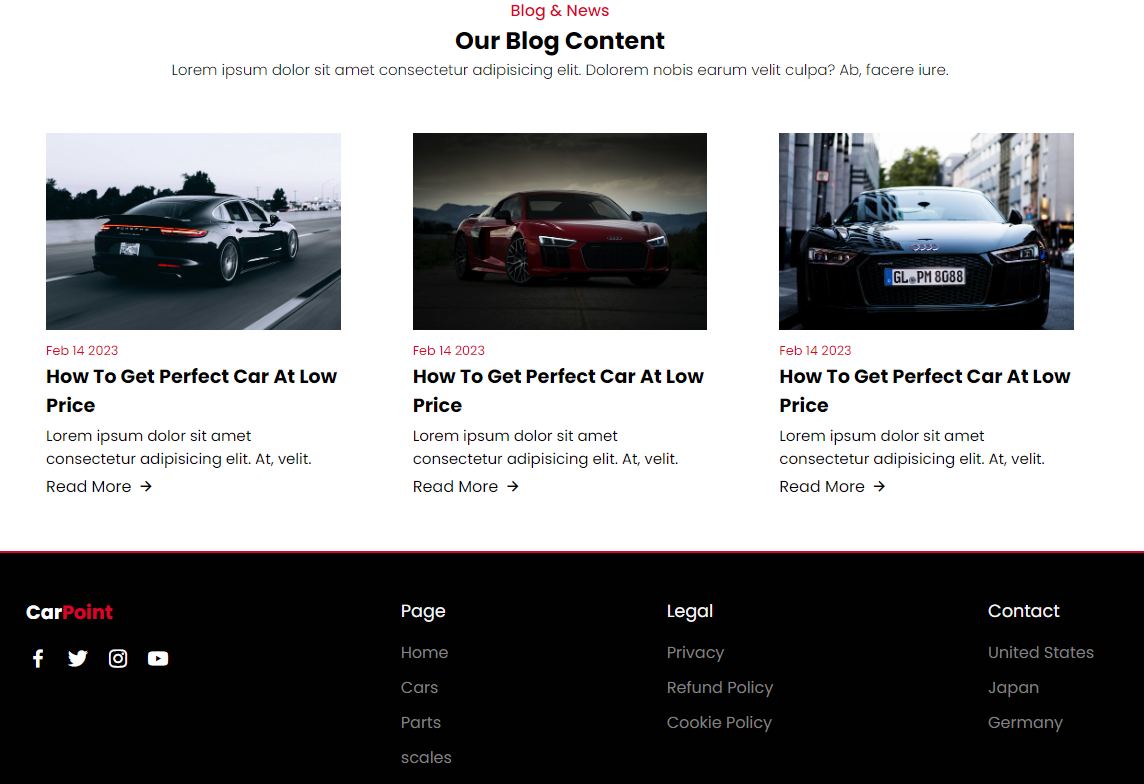 Blog & News
Our Blog Content
Lorem ipsum dolor sit amet consectetur adipisicing elit. Dolorem nobis earum velit culpa? Ab, facere iure.
GL PM 8088
Feb 14 2023
How To Get Perfect Car At Low
Price
Lorem ipsum dolor sit amet
consectetur adipisicing elit. At, velit.
Read More →
Feb 14 2023
How To Get Perfect Car At Low
Price
Lorem ipsum dolor sit amet
consectetur adipisicing elit. At, velit.
Read More →
Feb 14 2023
How To Get Perfect Car At Low
Price
Lorem ipsum dolor sit amet
consectetur adipisicing elit. At, velit.
Read More →
CarPoint
Page
Home
Cars
Parts
scales
Legal
Privacy
Refund Policy
Cookie Policy
Contact
United States
Japan
Germany